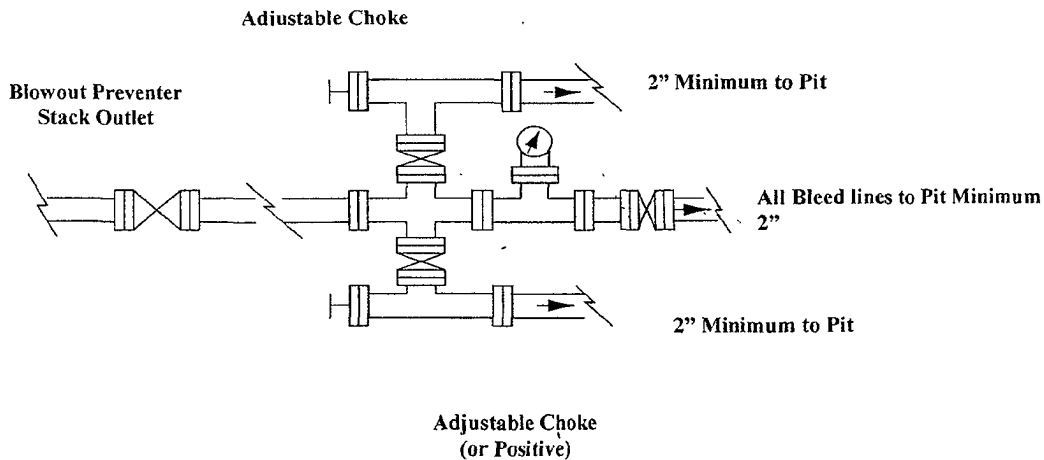 Adjustable Choke
2” Minimum to Pit
Blowout Preventer
Stack Outlet
All Bleed lines to Pit Minimum
2”
2” Minimum to Pit
Adjustable Choke
(or Positive)